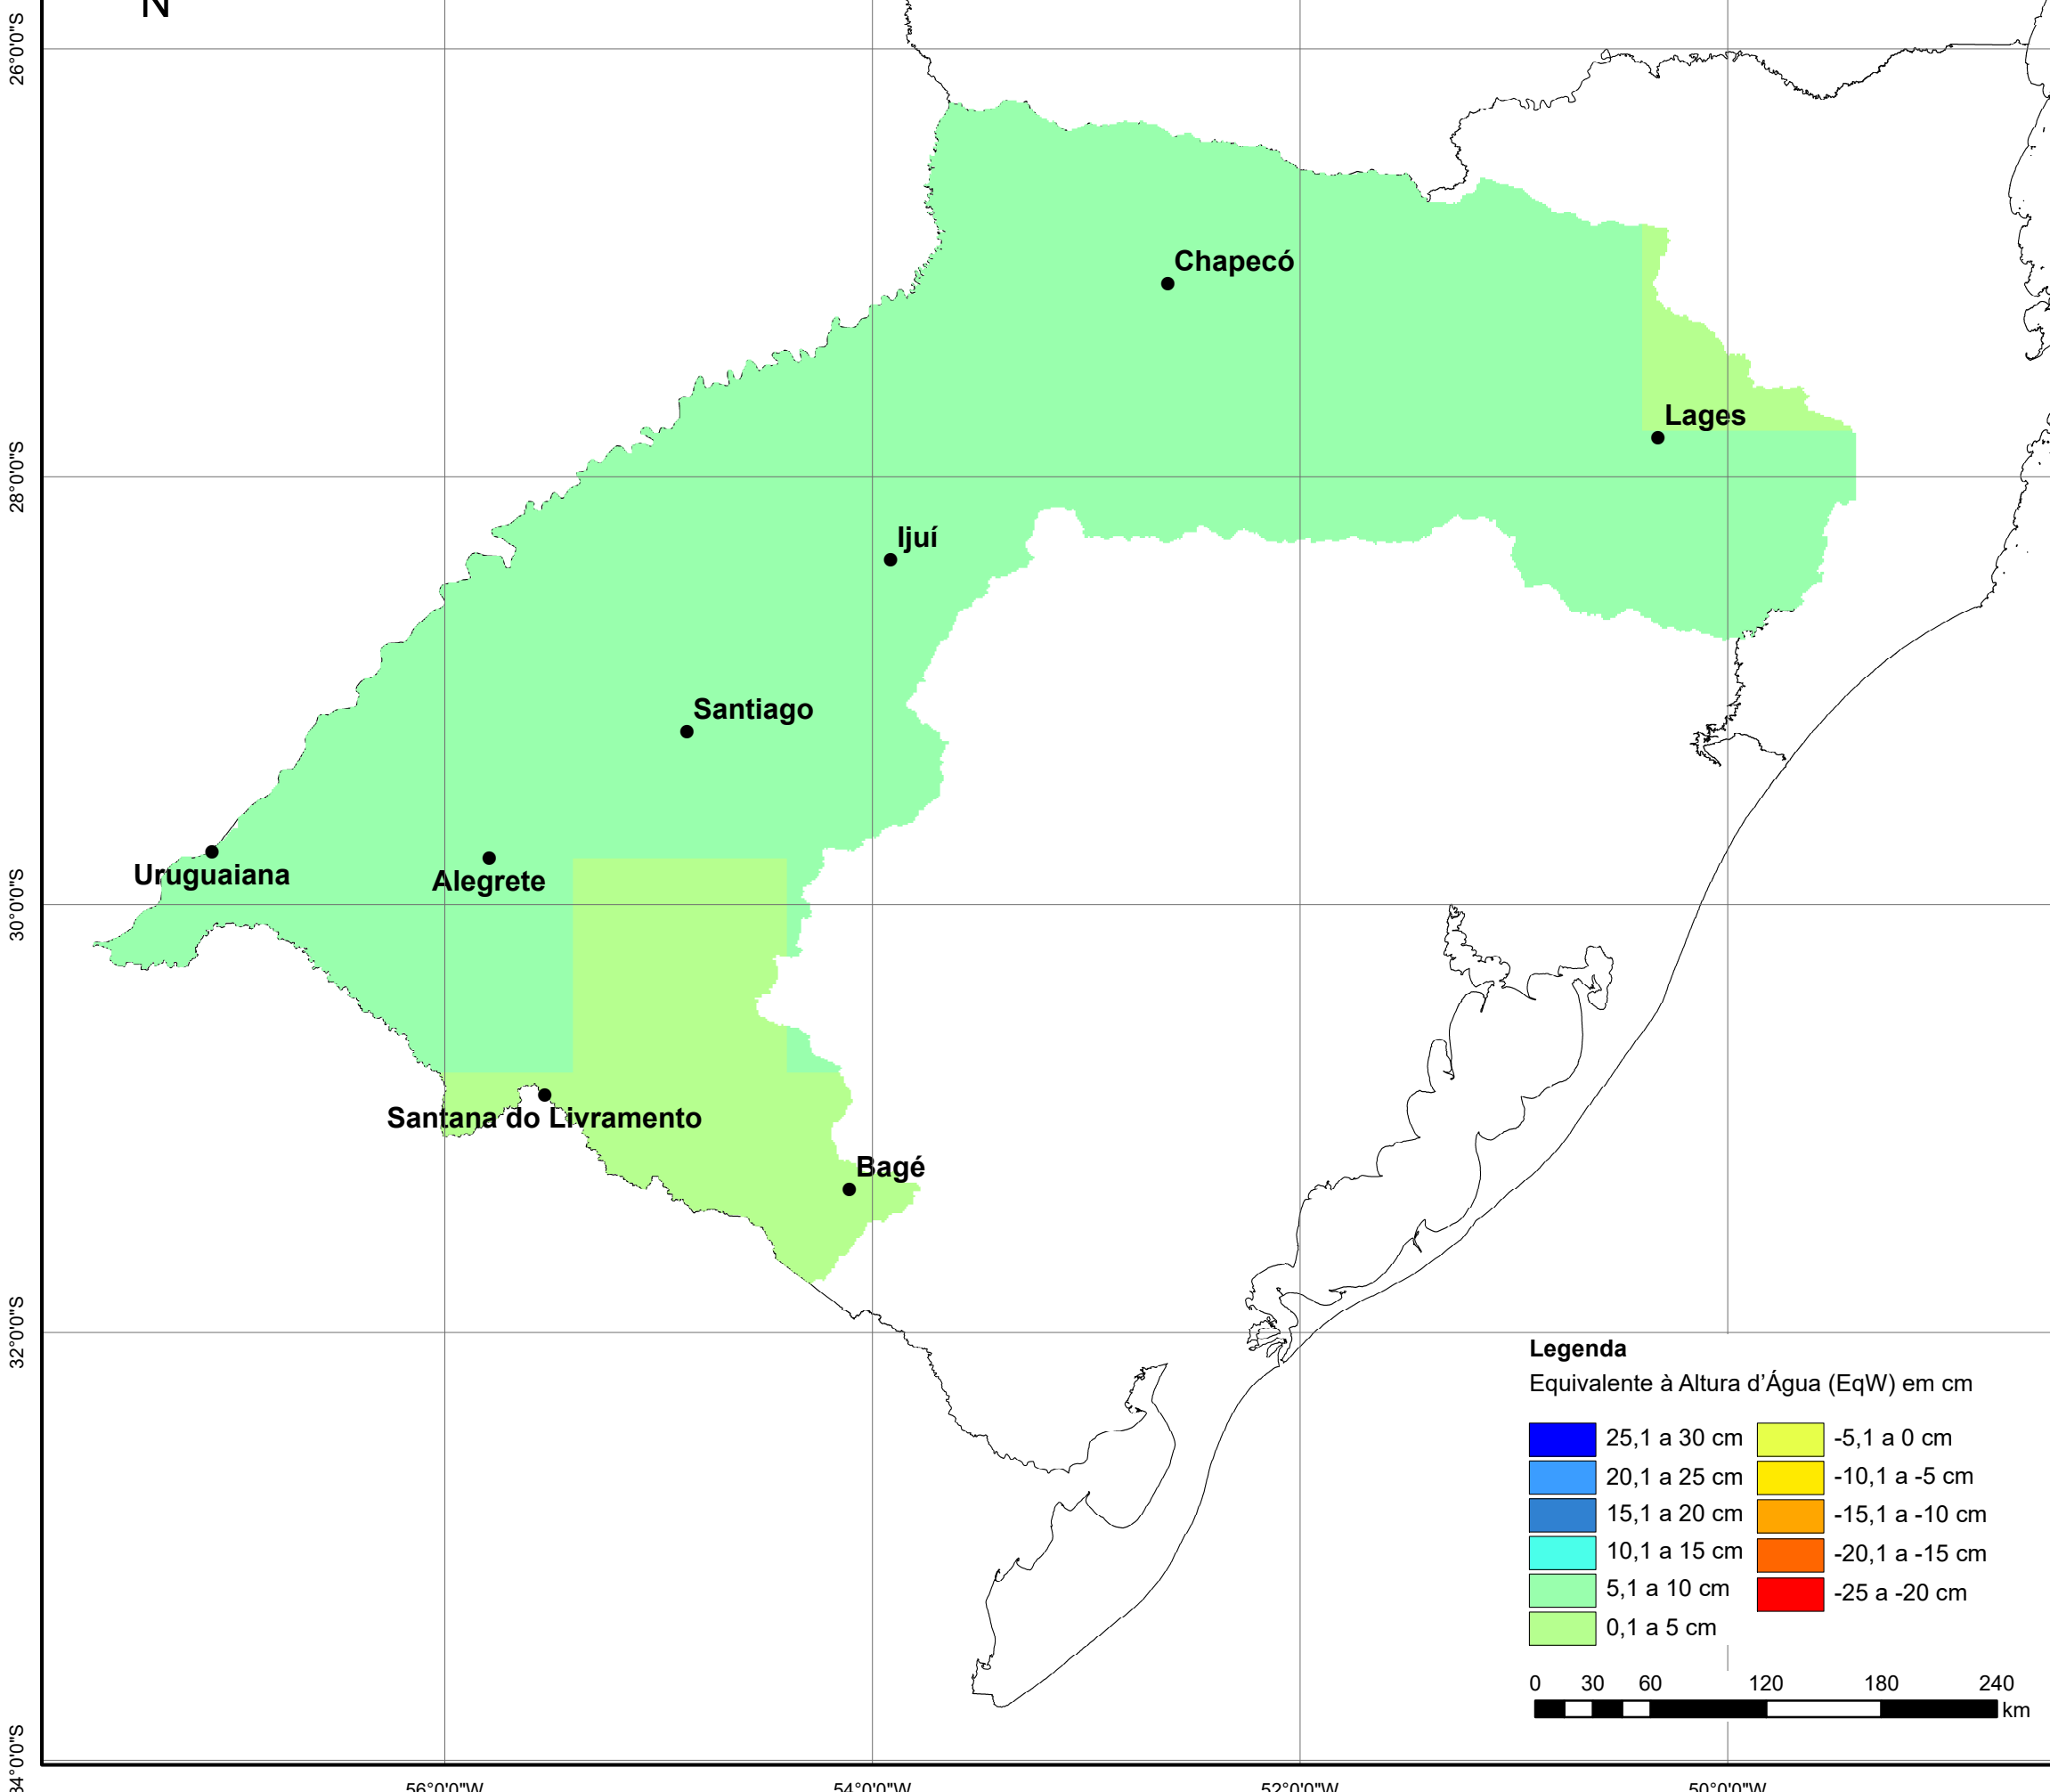 N
26°0'0"S
28°0'0"S
30°0'0"S
32°0'0"S
34°0'0"S
Chapecó
Lages
Ijuí
Santiago
Uruguaiana
Alegrete
Santana do Livramento
Bagé
Legenda
Equivalente à Altura d’Água (EqW) em cm
25,1 a 30 cm
20,1 a 25 cm
15,1 a 20 cm
10,1 a 15 cm
5,1 a 10 cm
0,1 a 5 cm
-5,1 a 0 cm
-10,1 a -5 cm
-15,1 a -10 cm
-20,1 a -15 cm
-25 a -20 cm
0 30 60 120 180 240
km
56°0'0"W 54°0'0"W 52°0'0"W 50°0'0"W